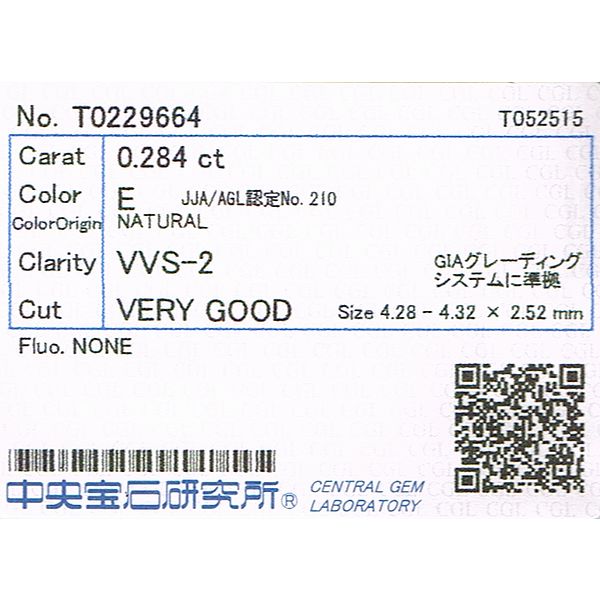 No. T0229664 T052515
Carat 0.284 ct
Color E JJA/AGL認定No. 210
ColorOrigin NATURAL
Clarity VVS-2 GIAグレーディング
システムに準拠
Cut VERY GOOD Size 4.28 - 4.32 × 2.52 mm
Fluo. NONE
中央宝石研究所® CENTRAL GEM
LABORATORY